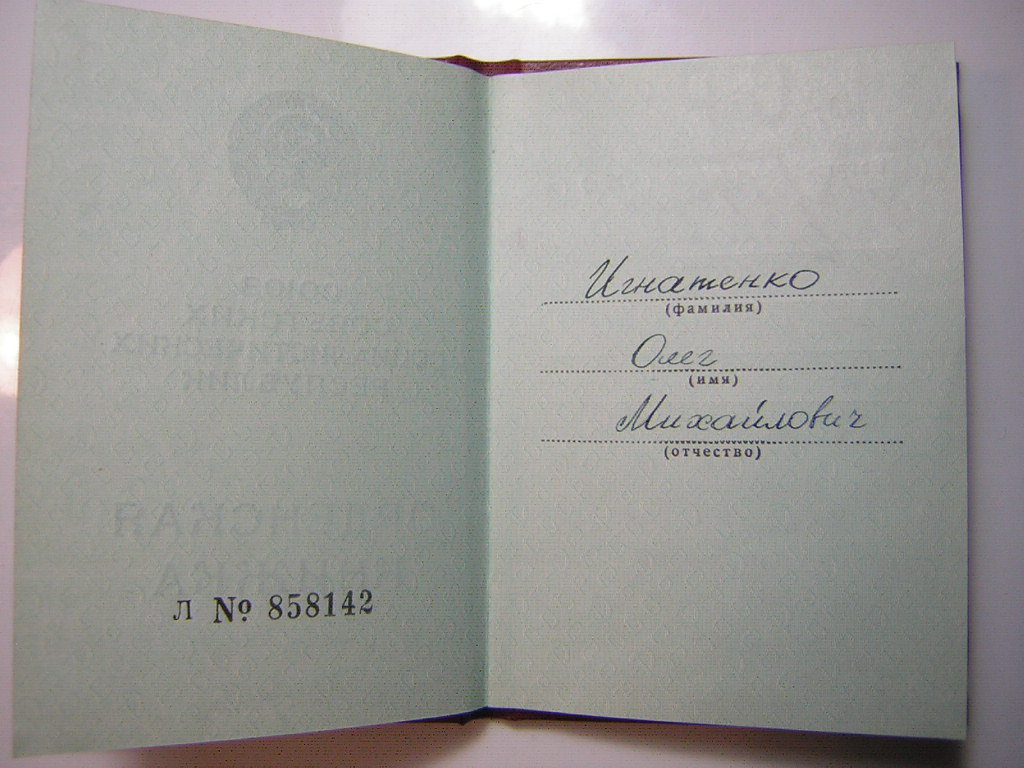 Л № 858142
Игнатенко
(фамилия)
Олег
(имя)
Михайлович
(отчество)